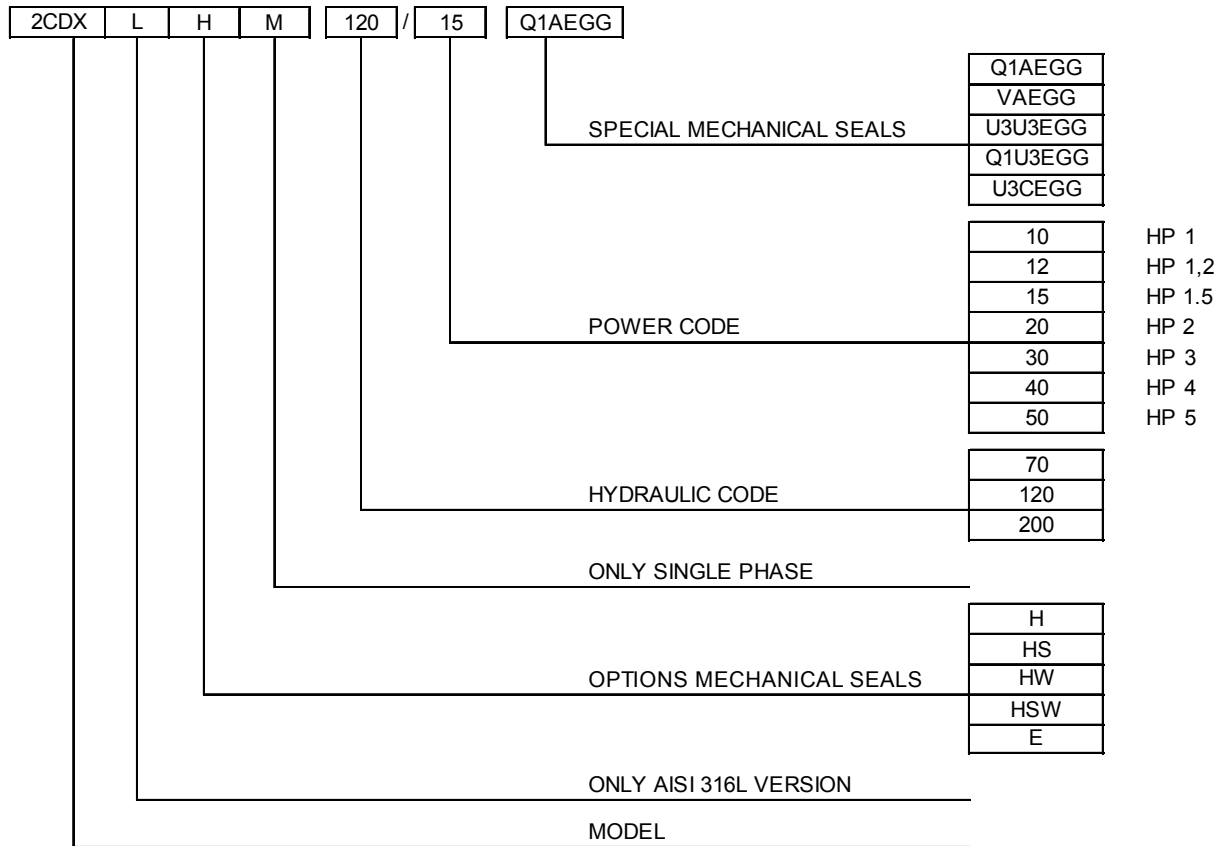 2CDX L H M 120 / 15 Q1AEGG
Q1AEGG
VAEGG
SPECIAL MECHANICAL SEALS U3U3EGG
Q1U3EGG
U3CEGG
10 HP 1
12 HP 1,2
15 HP 1.5
POWER CODE 20 HP 2
30 HP 3
40 HP 4
50 HP 5
70
HYDRAULIC CODE 120
200
ONLY SINGLE PHASE
H
HS
OPTIONS MECHANICAL SEALS HW
HSW
E
ONLY AISI 316L VERSION
MODEL